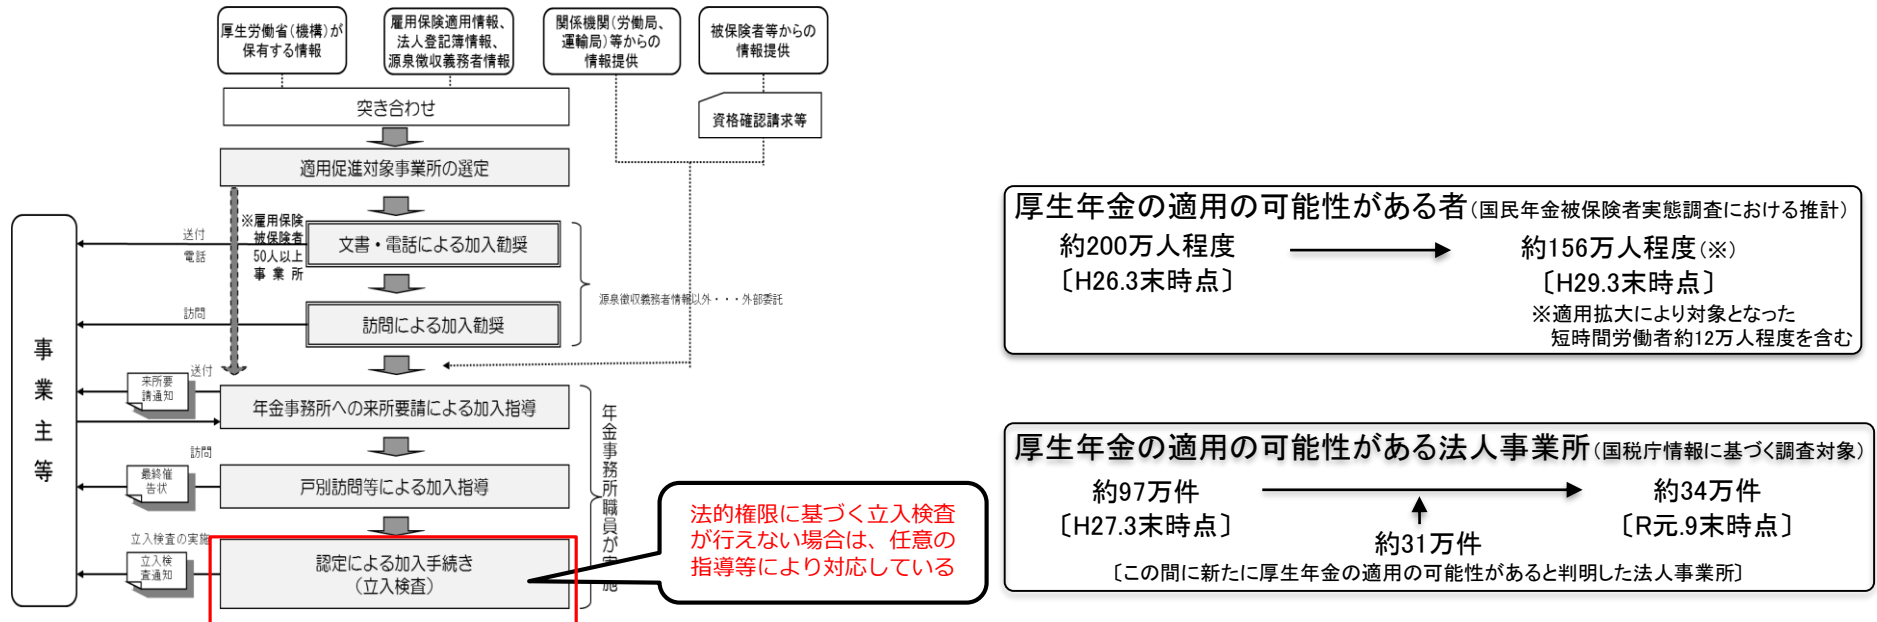 厚生労働省(機構)が
保有する情報
雇用保険適用情報、
法人登記簿情報、
源泉徴収義務者情報
関係機関(労働局、
運輸局)等からの
情報提供
被保険者等からの
情報提供
突き合わせ
資格確認請求等
適用促進対象事業所の選定
※雇用保険
被保険者
50人以上
事業所
送付
電話
文書・電話による加入勧奨
源泉徴収義務者情報以外・・・外部委託
訪問
訪問による加入勧奨
事業主等
送付
来所要
請通知
年金事務所への来所要請による加入指導
年金事務所職員が実施
訪問
最終催
告状
戸別訪問等による加入指導
立入検査の実施
立入検
査通知
認定による加入手続き
(立入検査)
法的権限に基づく立入検査
が行えない場合は、任意の
指導等により対応している
厚生年金の適用の可能性がある者(国民年金被保険者実態調査における推計)
約200万人程度
〔H26.3末時点〕
約156万人程度(※)
〔H29.3末時点〕
※適用拡大により対象となった
短時間労働者約12万人程度を含む
厚生年金の適用の可能性がある法人事業所(国税庁情報に基づく調査対象)
約97万件
〔H27.3末時点〕
約34万件
〔R元.9末時点〕
約31万件
〔この間に新たに厚生年金の適用の可能性があると判明した法人事業所〕